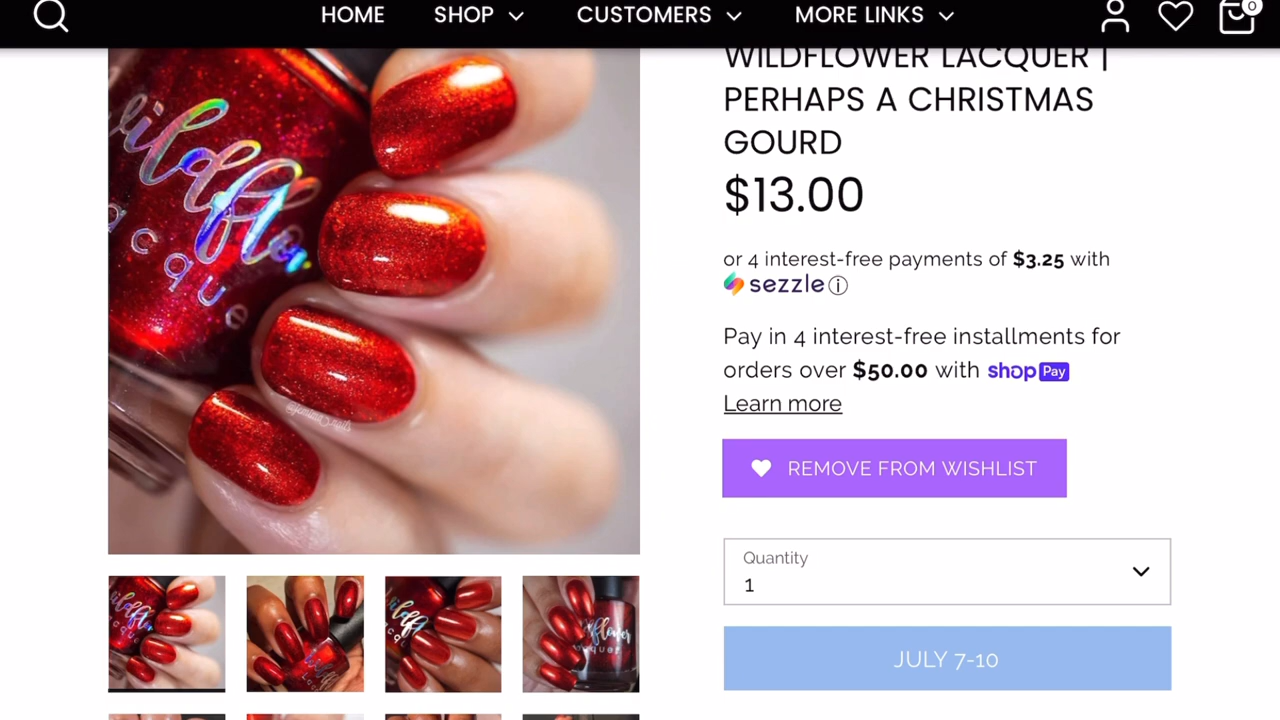 HOME SHOP CUSTOMERS MORE LINKS 0
WILDFLOWER LACQUER |
PERHAPS A CHRISTMAS
GOURD
$13.00
or 4 interest-free payments of $3.25 with
sezzle
Pay in 4 interest-free installments for
orders over $50.00 with shop Pay
Learn more
REMOVE FROM WISHLIST
Quantity
1
JULY 7-10